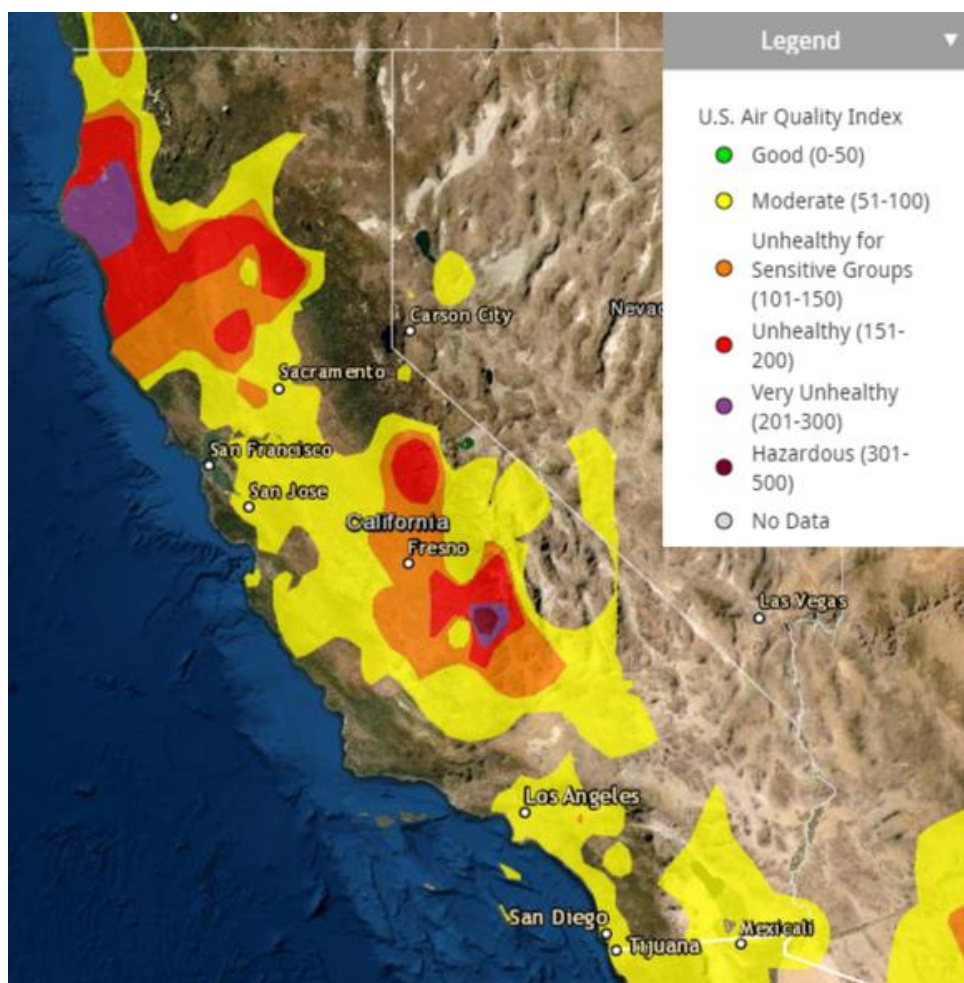 Legend
U.S. Air Quality Index
Good (0-50)
Moderate (51-100)
Unhealthy for
Sensitive Groups
(101-150)
Unhealthy (151-
200)
Very Unhealthy
(201-300)
Hazardous (301-
500)
No Data
Carson City
Nevad
Sacramento
San Francisco
San Jose
California
Fresno
Las Vegas
Los Angeles
4
San Diego
Mexicali
Tijuana